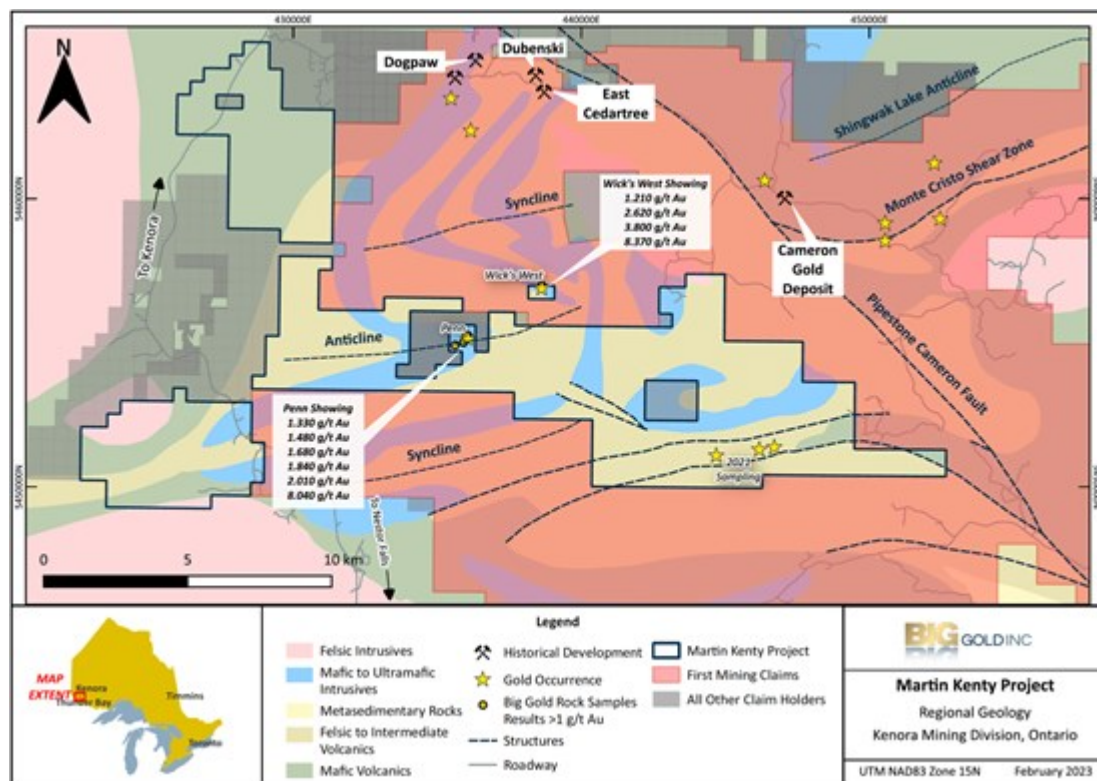 430000E
440000E
450000E
N
Dogpaw
Dubenski
East
Cedartree
Shingwak Lake Anticline
Monte Cristo Shear Zone
5460000N
To Kenora
Syncline
Wick's West Showing
1.210 g/t Au
2.620 g/t Au
3.800 g/t Au
8.370 g/t Au
Cameron
Gold
Deposit
Wick's West
Penn
Anticline
Pipestone Cameron Fault
Penn Showing
1.330 g/t Au
1.480 g/t Au
1.680 g/t Au
1.840 g/t Au
2.010 g/t Au
8.040 g/t Au
Syncline
2021
Sampling
5450000N
To Nestor Falls
0
5
10 km
MAP
EXTENT
Kenora
Thunder Bay
Timmins
Toronto
Legend
Felsic Intrusives
Mafic to Ultramafic
Intrusives
Metasedimentary Rocks
Felsic to Intermediate
Volcanics
Mafic Volcanics
Historical Development
Gold Occurrence
Big Gold Rock Samples
Results >1 g/t Au
Structures
Roadway
Martin Kenty Project
First Mining Claims
All Other Claim Holders
BIG GOLD INC
Martin Kenty Project
Regional Geology
Kenora Mining Division, Ontario
UTM NAD83 Zone 15N
February 2023